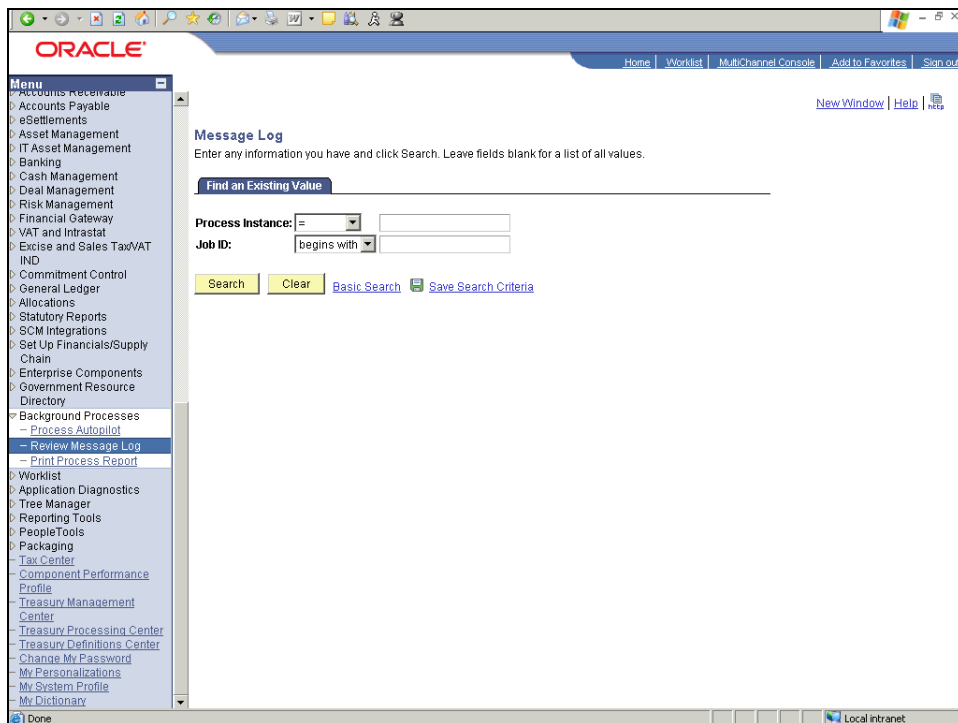 ORACLE
Home | Worklist | MultiChannel Console | Add to Favorites | Sign out
Menu
Accounts Receivable
Accounts Payable
eSettlements
Asset Management
IT Asset Management
Banking
Cash Management
Deal Management
Risk Management
Financial Gateway
VAT and Intrastat
Excise and Sales Tax/VAT
IND
Commitment Control
General Ledger
Allocations
Statutory Reports
SCM Integrations
Set Up Financials/Supply
Chain
Enterprise Components
Government Resource
Directory
Background Processes
Process Autopilot
Review Message Log
Print Process Report
Worklist
Application Diagnostics
Tree Manager
Reporting Tools
PeopleTools
Packaging
Tax Center
Component Performance
Profile
Treasury Management
Center
Treasury Processing Center
Treasury Definitions Center
Change My Password
My Personalizations
My System Profile
My Dictionary
New Window | Help | http
Message Log
Enter any information you have and click Search. Leave fields blank for a list of all values.
Find an Existing Value
Process Instance: =
Job ID: begins with
Search Clear Basic Search Save Search Criteria
Done Local intranet